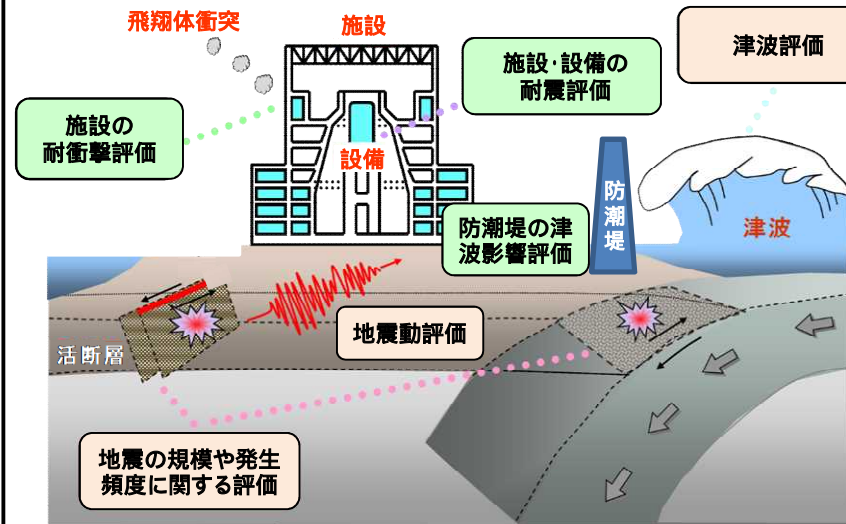 飛翔体衝突
施設
施設・設備の
耐震評価
津波評価
施設の
耐衝撃評価
設備
防潮堤
津波
防潮堤の津
波影響評価
地震動評価
活断層
地震の規模や発生
頻度に関する評価